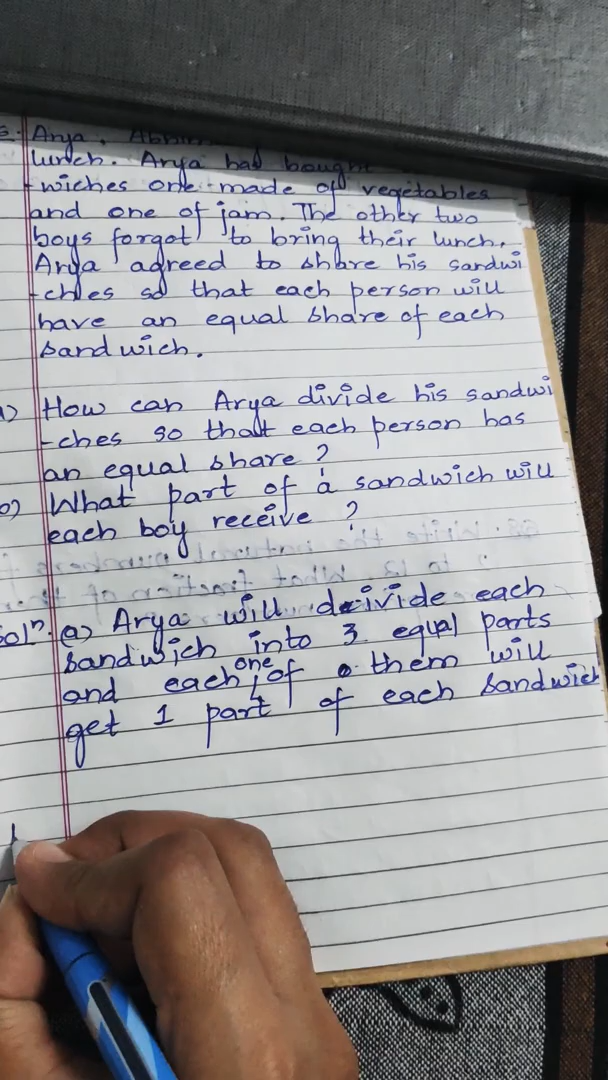 Arya.
lunch. Arya had bought
-wiches one made of vegetables
and one of jam. The other two
boys forgot to bring their lunch.
Arya agreed to share his sandwi
-ches so that each person will
have an equal share of each
sandwich.
How can Arya divide his sandwi
-ches so that each person has
an equal share ?
What part of a sandwich will
each boy receive ?
Solⁿ. (a) Arya will divide each
sandwich into 3 equal parts
and each one of them will
get 1 part of each sandwich